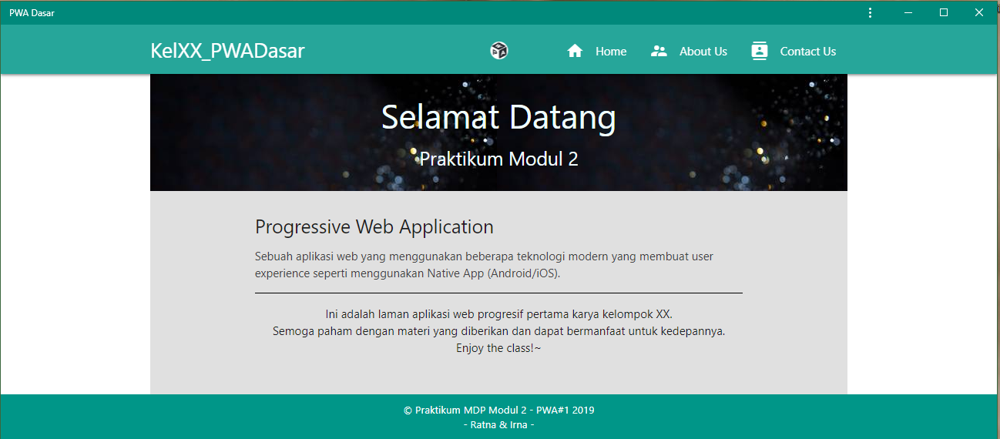 PWA Dasar
KelXX_PWADasar
Home
About Us
Contact Us
Selamat Datang
Praktikum Modul 2
Progressive Web Application
Sebuah aplikasi web yang menggunakan beberapa teknologi modern yang membuat user
experience seperti menggunakan Native App (Android/iOS).
Ini adalah laman aplikasi web progresif pertama karya kelompok XX.
Semoga paham dengan materi yang diberikan dan dapat bermanfaat untuk kedepannya.
Enjoy the class!~
© Praktikum MDP Modul 2 - PWA#1 2019
- Ratna & Irna -